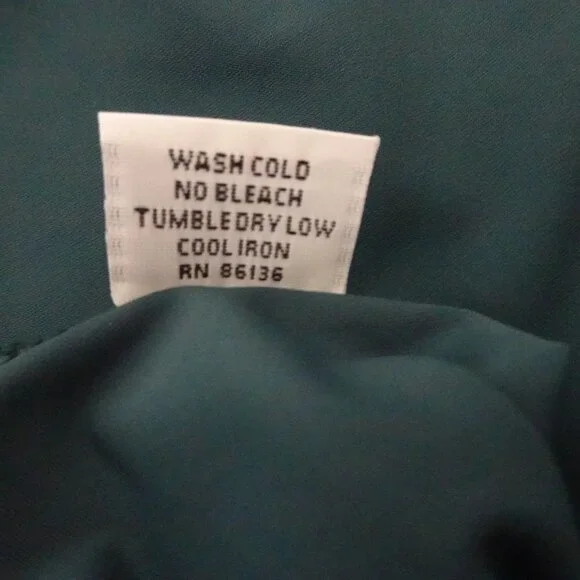 WASH COLD
NO BLEACH
TUMBLE DRY LOW
COOL IRON
RN 86136